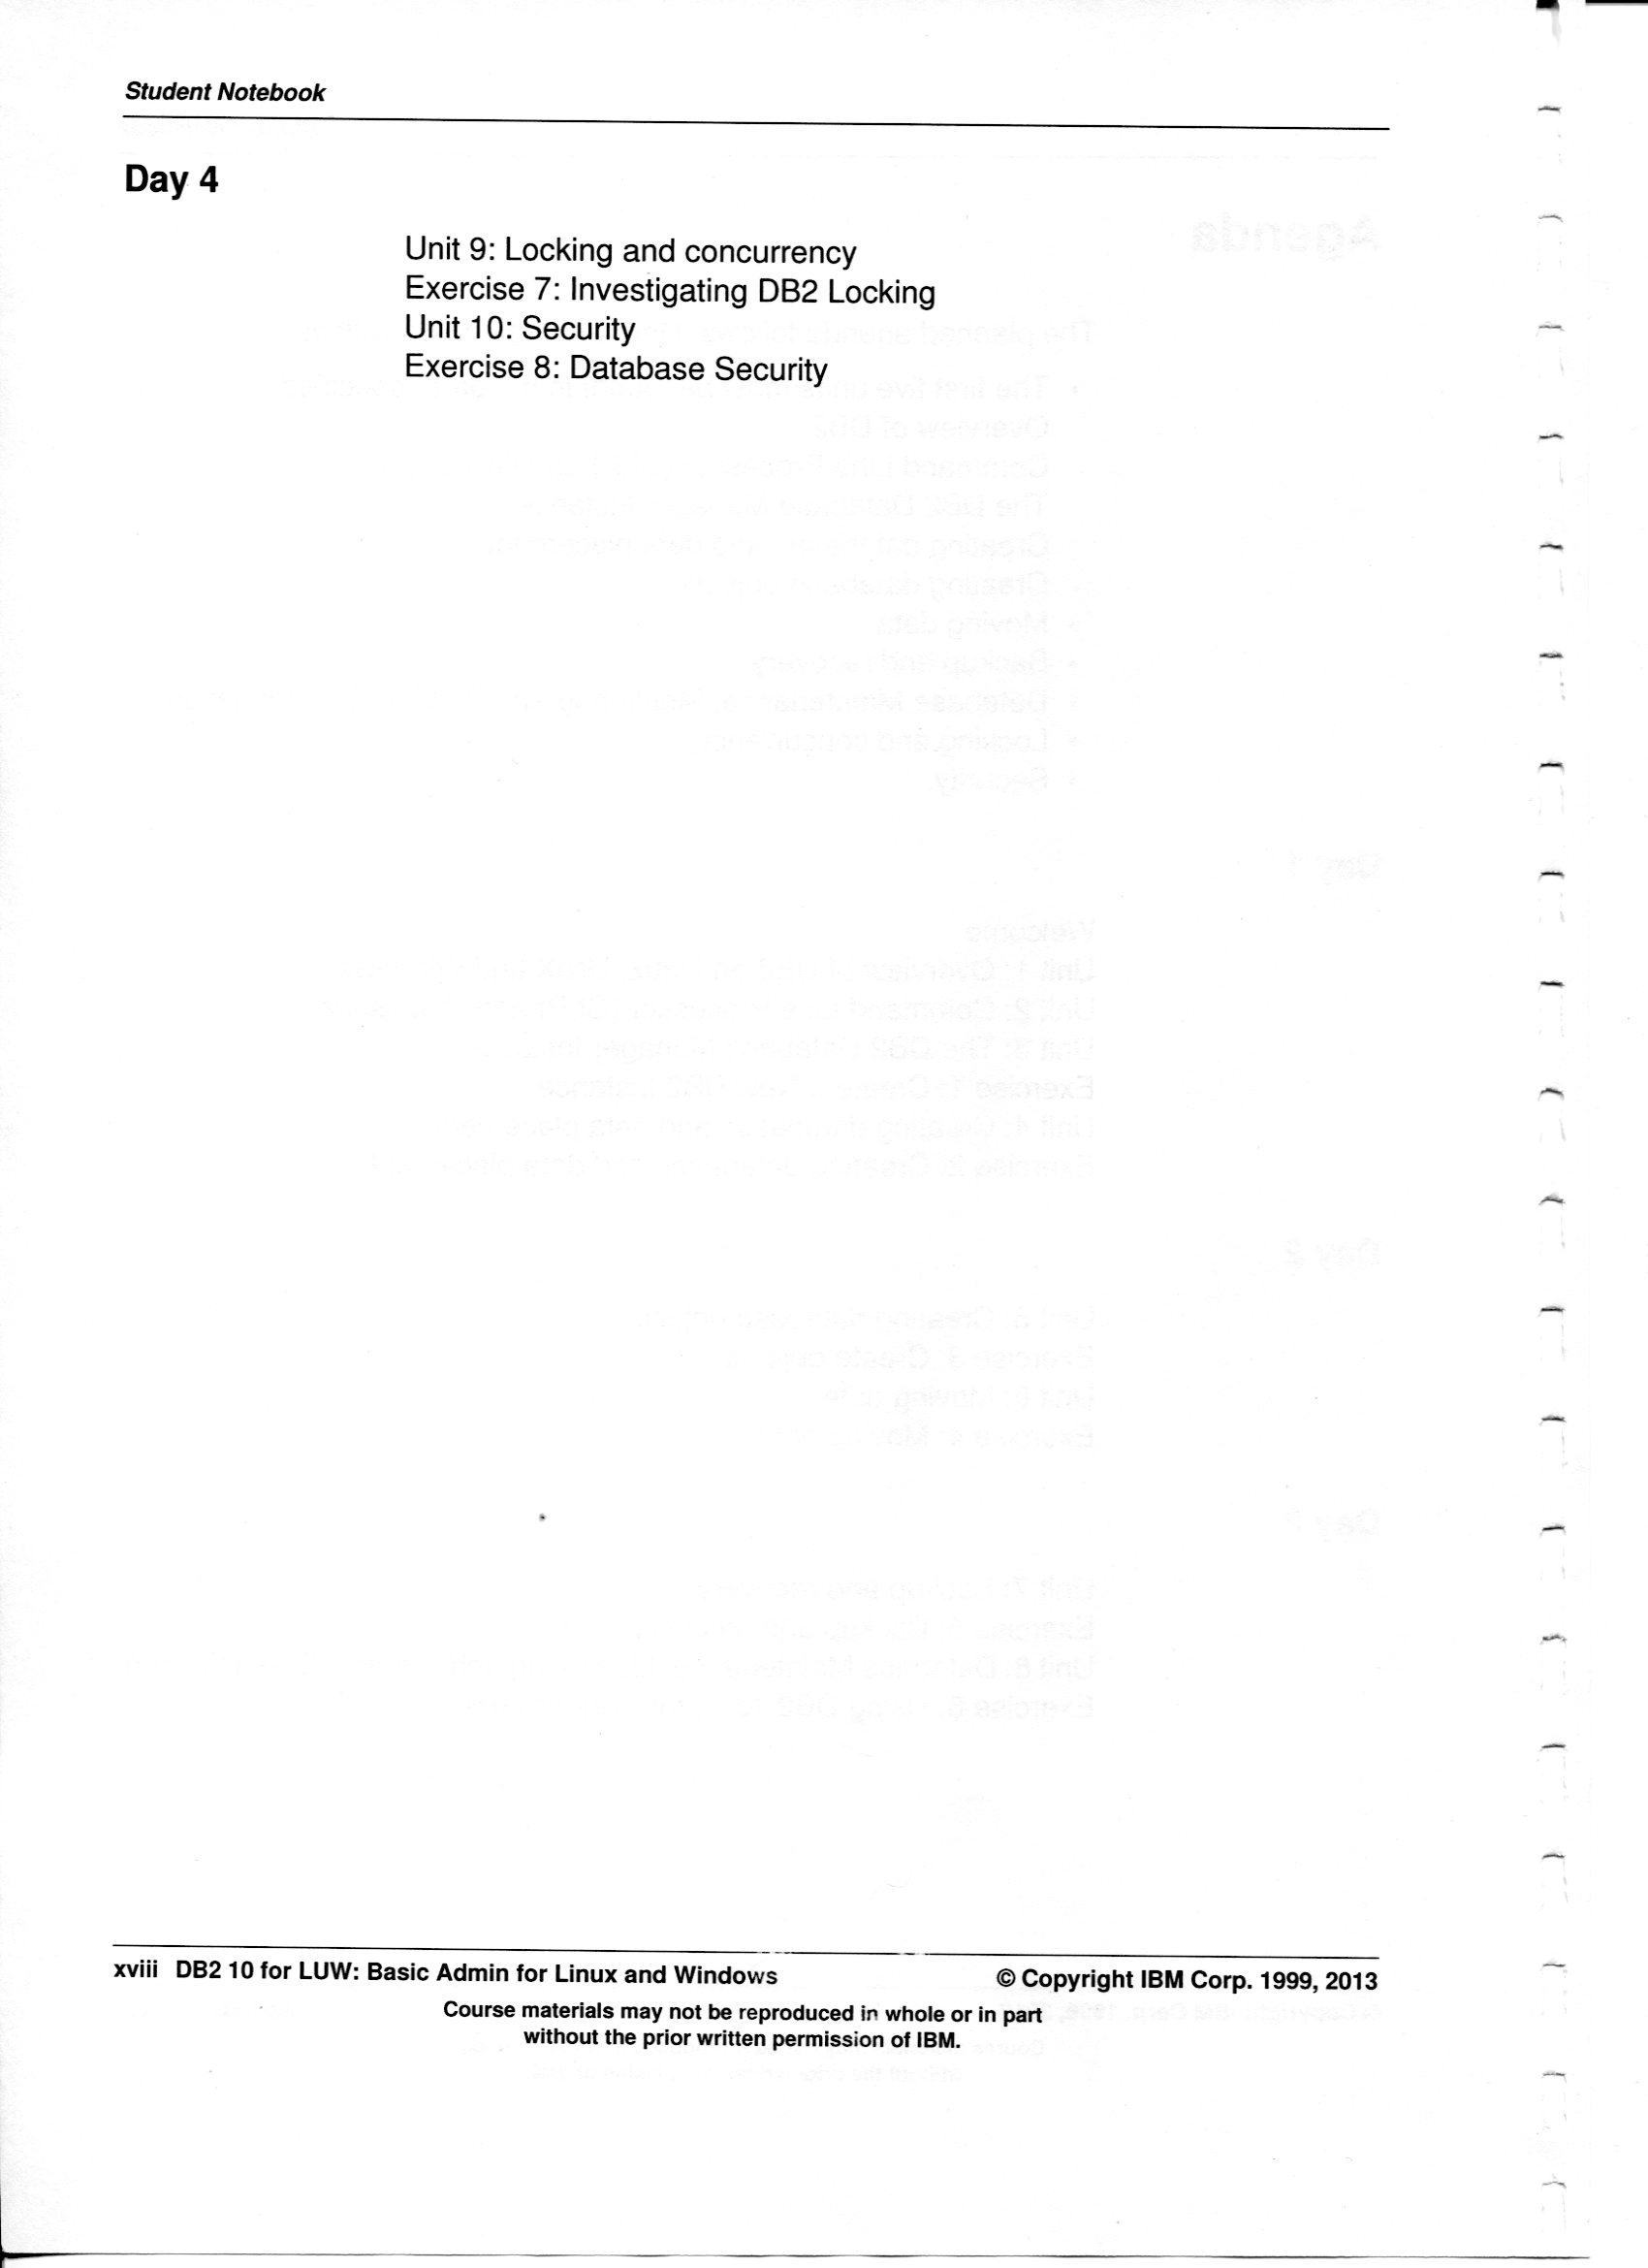 Student Notebook
Day 4
Unit 9: Locking and concurrency
Exercise 7: Investigating DB2 Locking
Unit 10: Security
Exercise 8: Database Security
xviii DB2 10 for LUW: Basic Admin for Linux and Windows © Copyright IBM Corp. 1999, 2013
Course materials may not be reproduced in whole or in part
without the prior written permission of IBM.